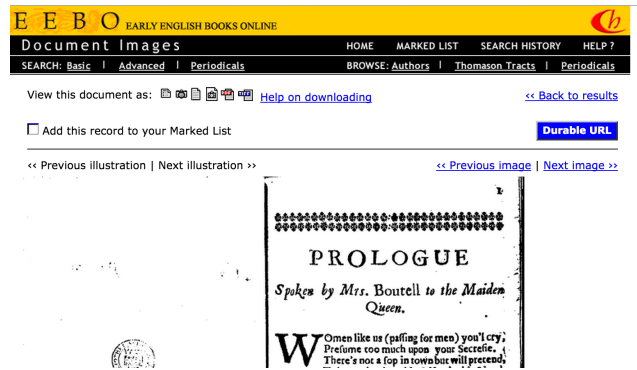 E E B O EARLY ENGLISH BOOKS ONLINE
Document Images HOME MARKED LIST SEARCH HISTORY HELP ?
SEARCH: Basic | Advanced | Periodicals BROWSE: Authors | Thomason Tracts | Periodicals
View this document as: Help on downloading ‹‹ Back to results
Add this record to your Marked List Durable URL
‹‹ Previous illustration | Next illustration ›› ‹‹ Previous image | Next image ››
PROLOGUE
Spoken by Mrs. Boutell to the Maiden
Queen.
WOmen like us (passing for men) you'l cry,
Presume too much upon your Secresie.
There's not a fop in town but will pretend,